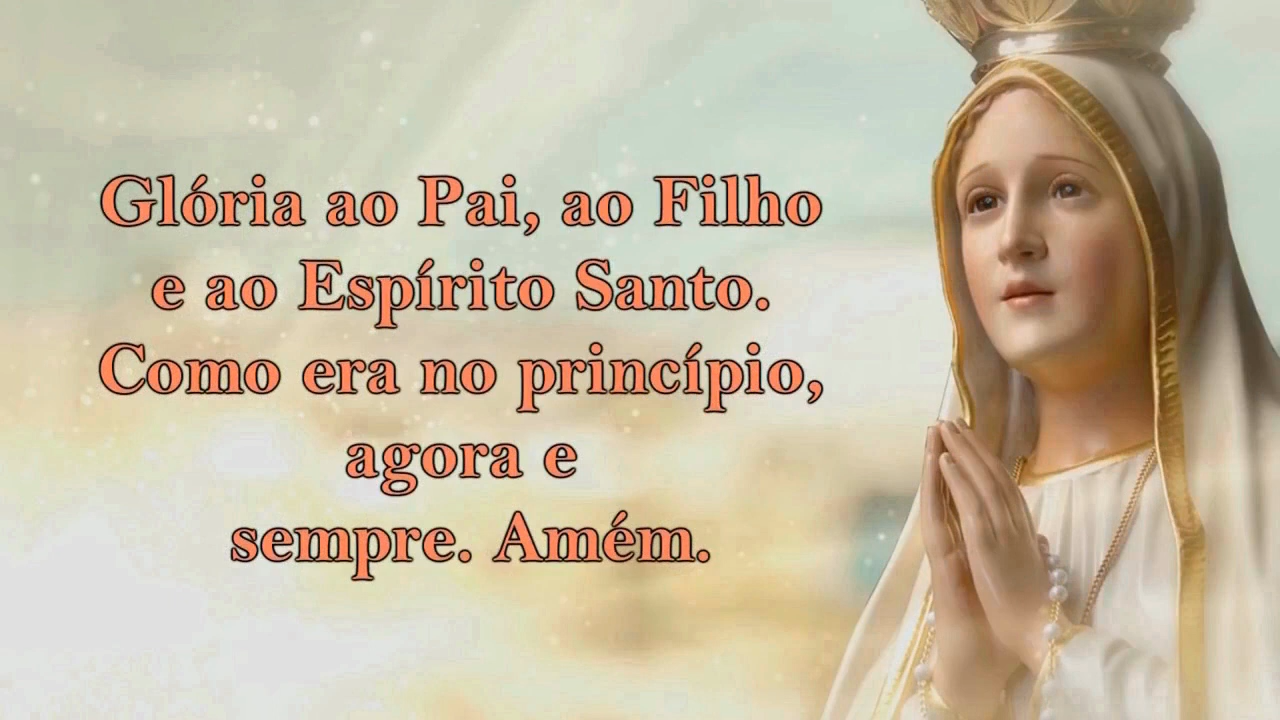 Glória ao Pai, ao Filho
e ao Espírito Santo.
Como era no princípio,
agora e
sempre. Amém.